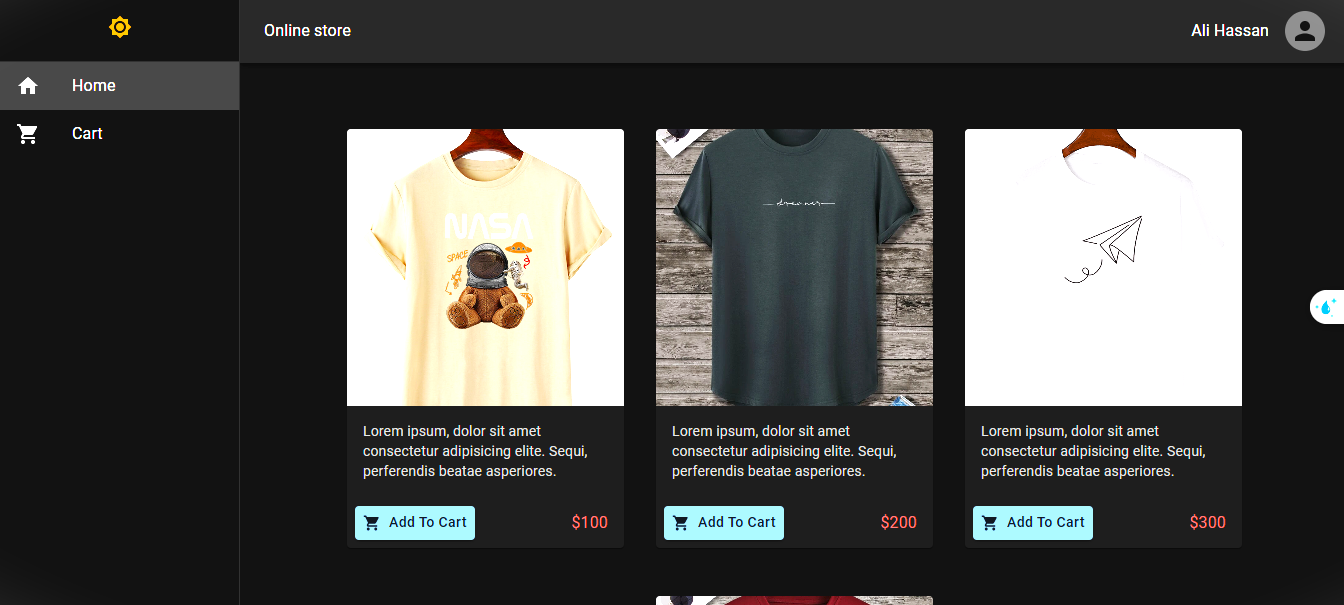 Online store
Ali Hassan
Home
Cart
NASA
SPACE
dreamer
Lorem ipsum, dolor sit amet
consectetur adipisicing elite. Sequi,
perferendis beatae asperiores.
Lorem ipsum, dolor sit amet
consectetur adipisicing elite. Sequi,
perferendis beatae asperiores.
Lorem ipsum, dolor sit amet
consectetur adipisicing elite. Sequi,
perferendis beatae asperiores.
Add To Cart
$100
Add To Cart
$200
Add To Cart
$300